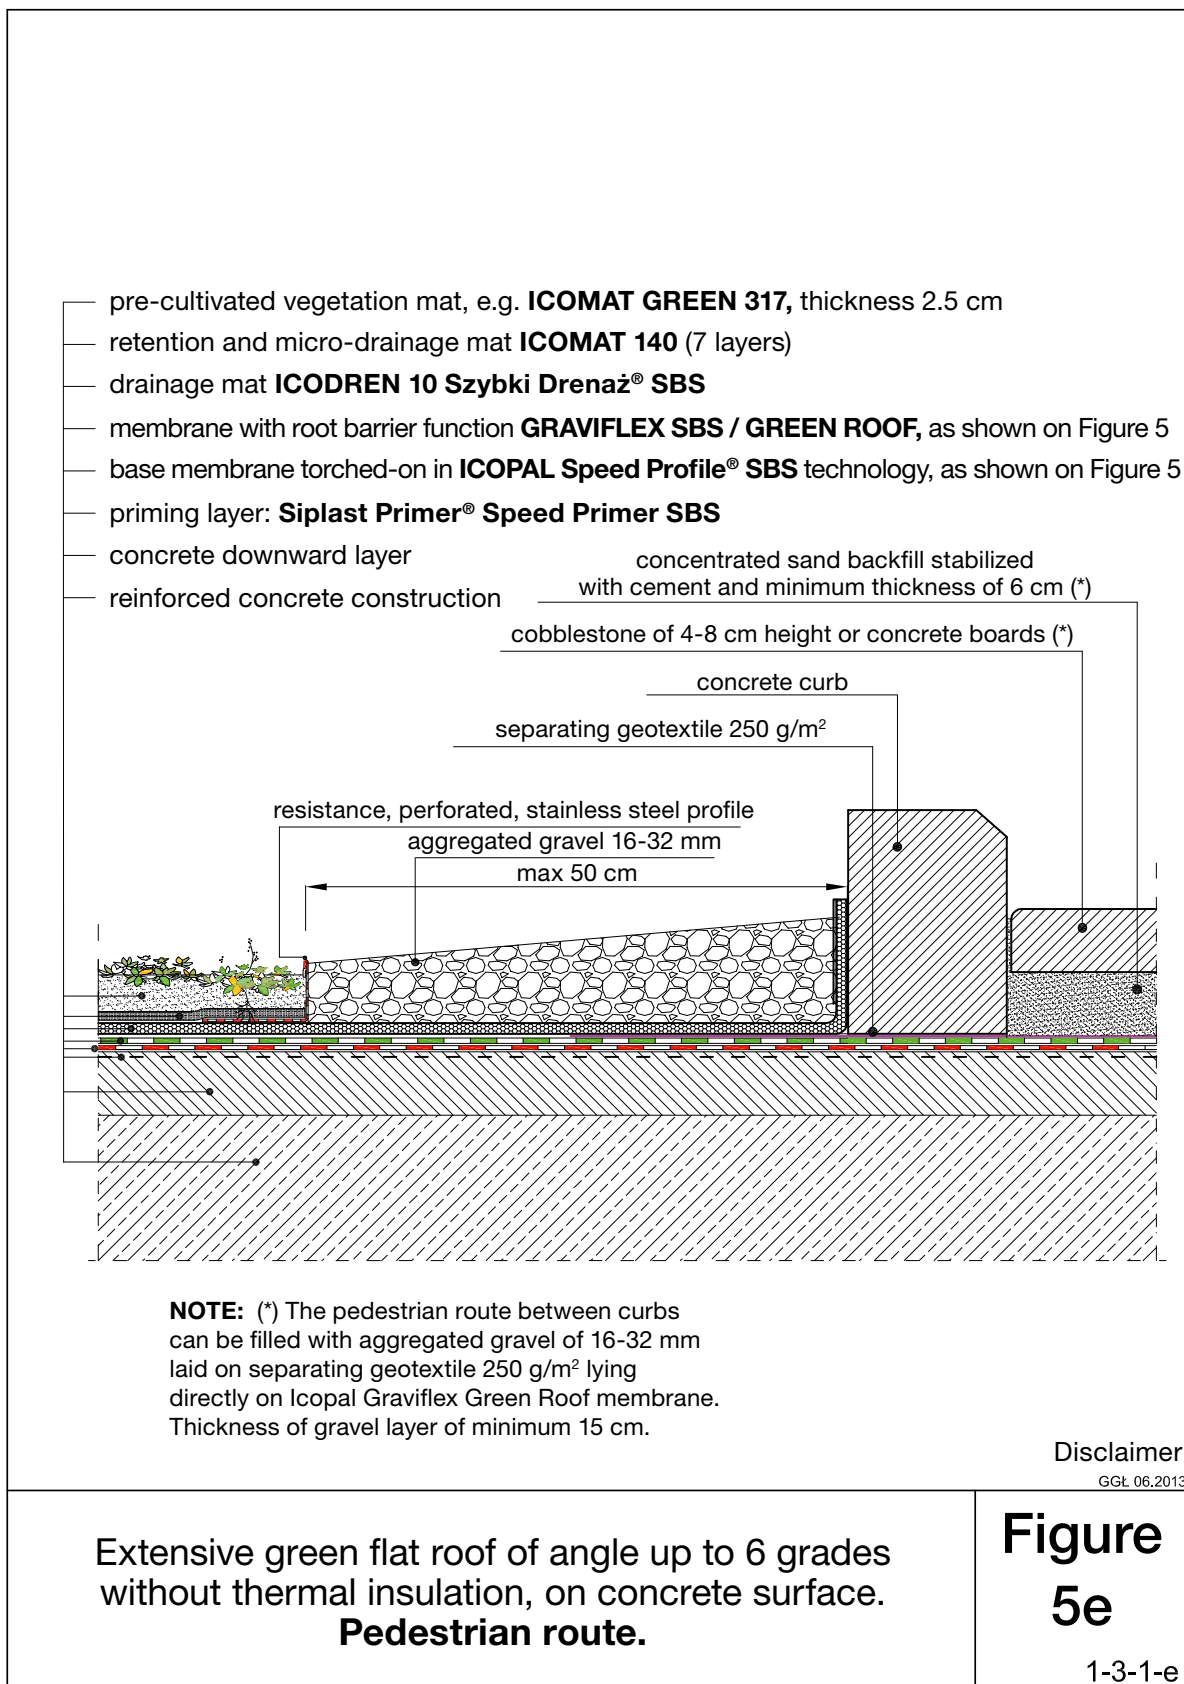 pre-cultivated vegetation mat, e.g. ICOMAT GREEN 317, thickness 2.5 cm
retention and micro-drainage mat ICOMAT 140 (7 layers)
drainage mat ICODREN 10 Szybki Drenaż® SBS
membrane with root barrier function GRAVIFLEX SBS / GREEN ROOF, as shown on Figure 5
base membrane torched-on in ICOPAL Speed Profile® SBS technology, as shown on Figure 5
priming layer: Siplast Primer® Speed Primer SBS
concrete downward layer
reinforced concrete construction
concentrated sand backfill stabilized
with cement and minimum thickness of 6 cm (*)
cobblestone of 4-8 cm height or concrete boards (*)
concrete curb
separating geotextile 250 g/m²
resistance, perforated, stainless steel profile
aggregated gravel 16-32 mm
max 50 cm
NOTE: (*) The pedestrian route between curbs
can be filled with aggregated gravel of 16-32 mm
laid on separating geotextile 250 g/m² lying
directly on Icopal Graviflex Green Roof membrane.
Thickness of gravel layer of minimum 15 cm.
Disclaimer
GGŁ 06.2013
Extensive green flat roof of angle up to 6 grades
without thermal insulation, on concrete surface.
Pedestrian route.
Figure
5e
1-3-1-e